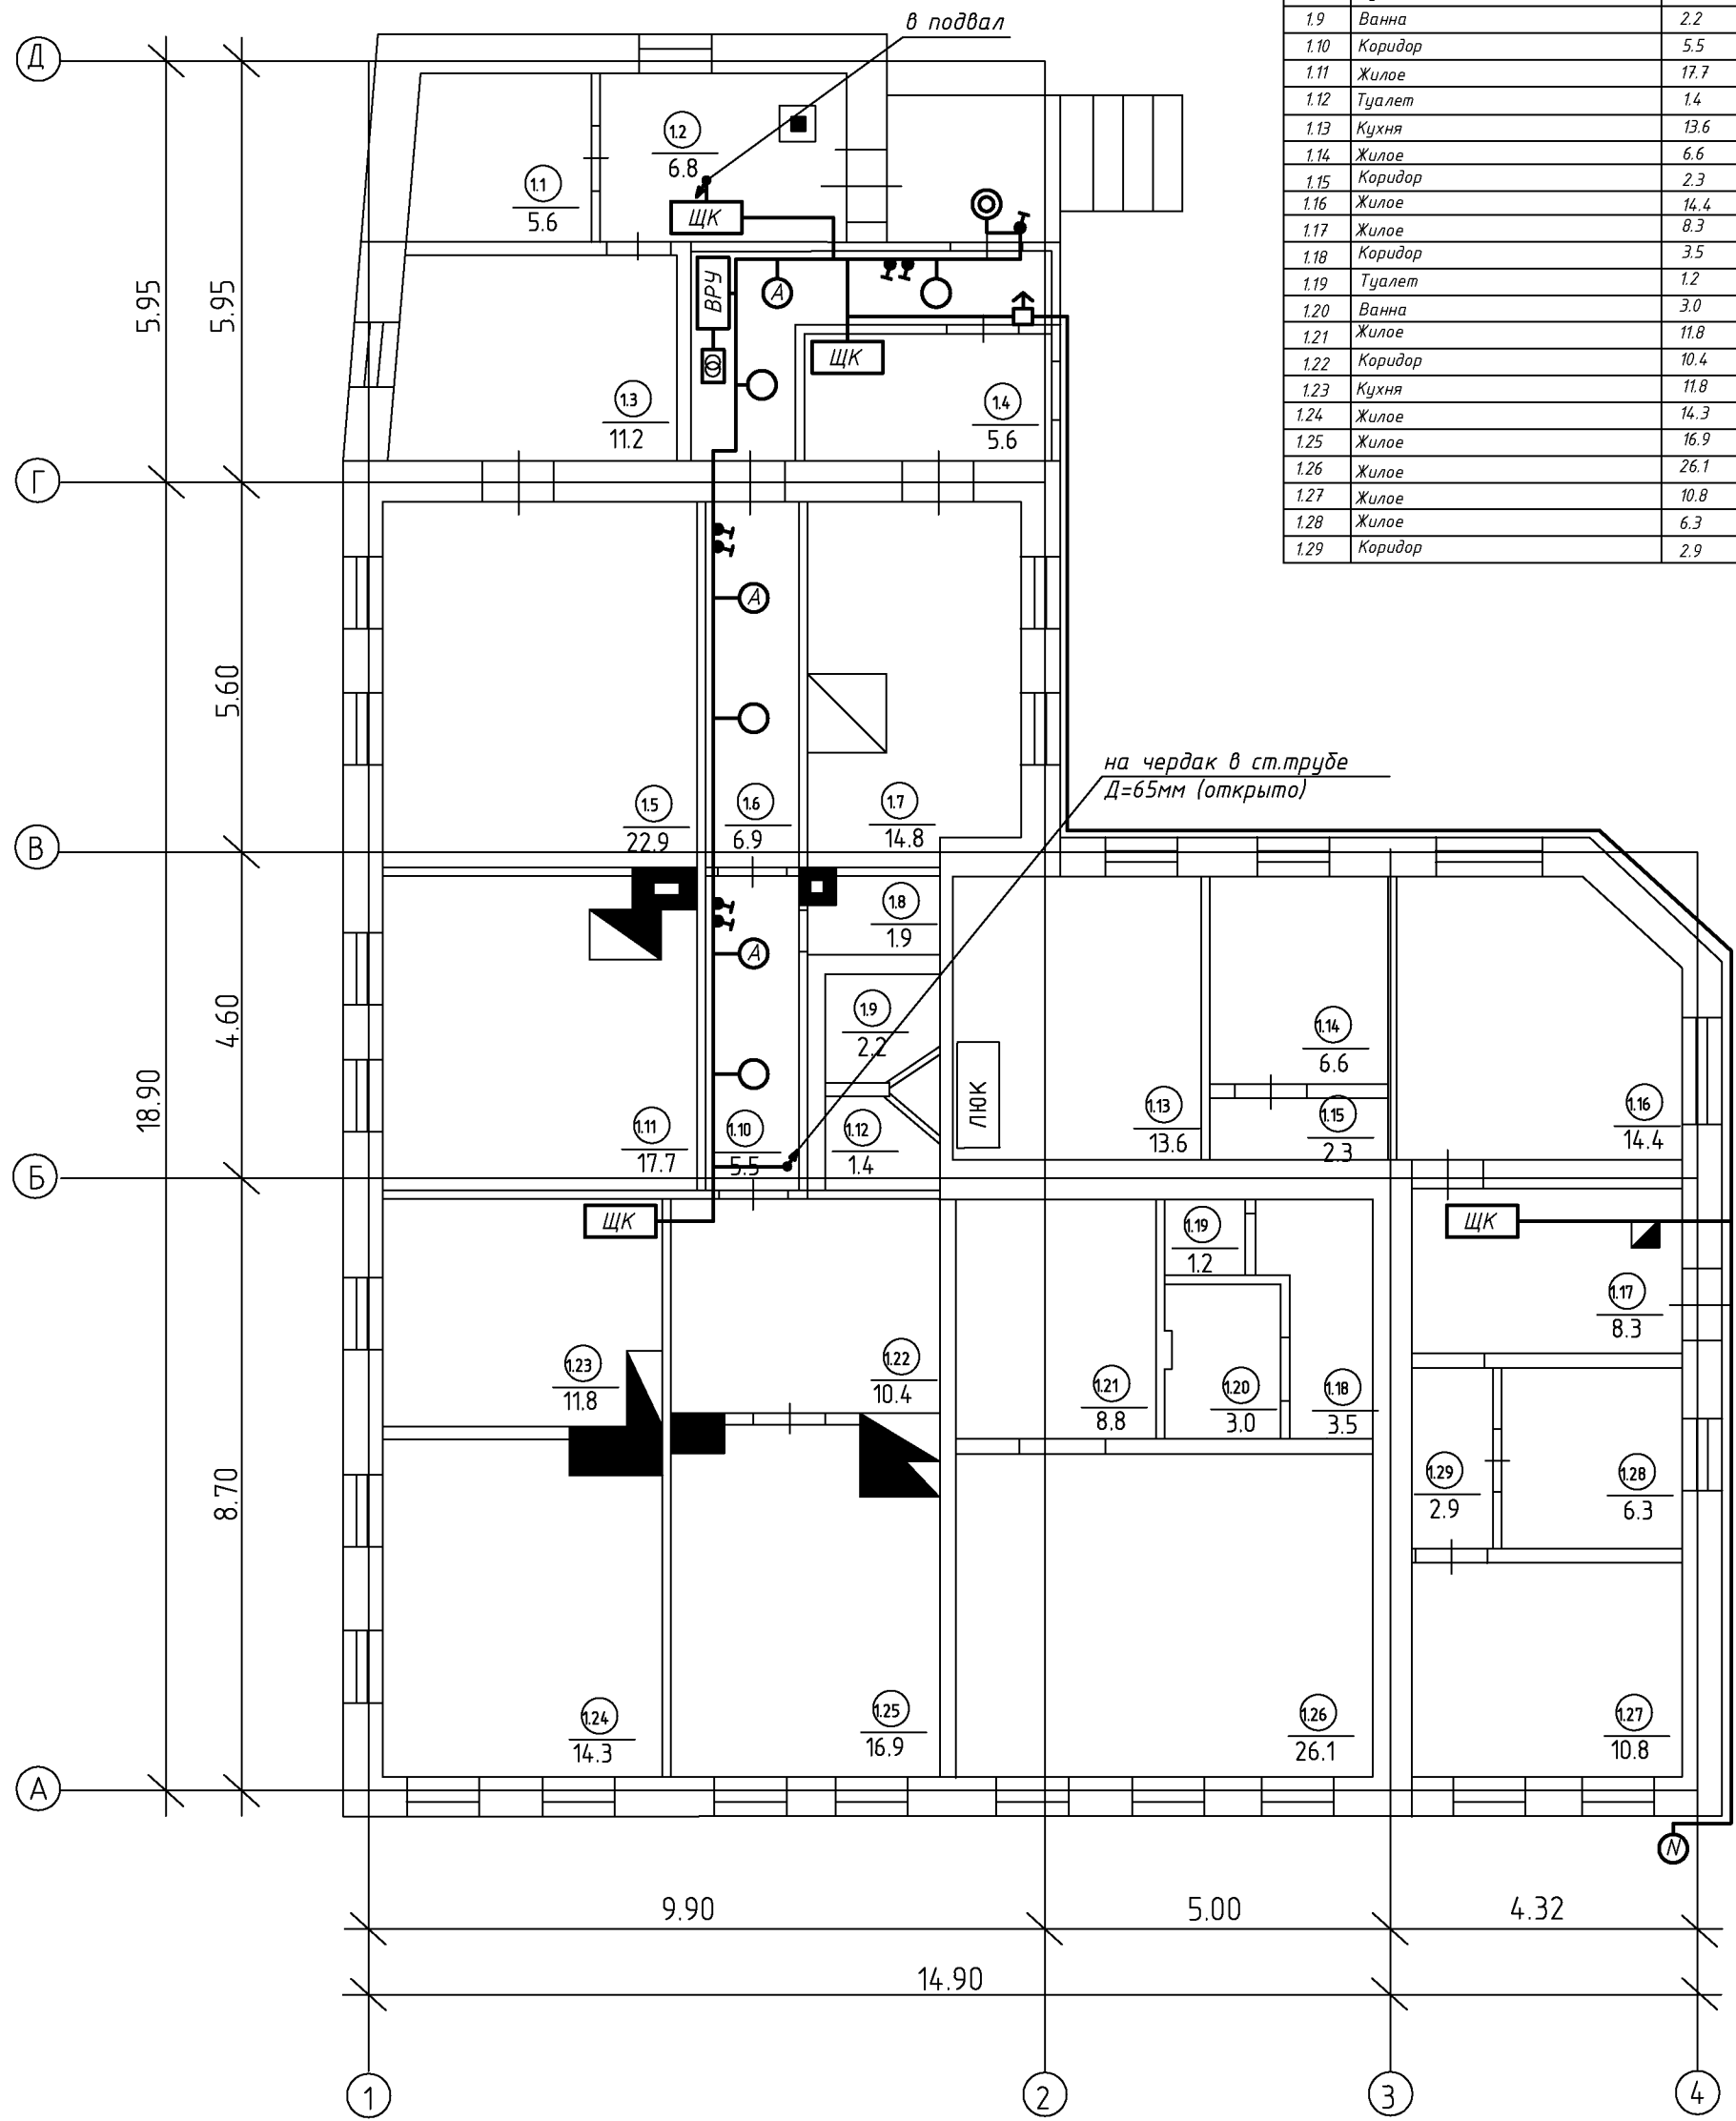 в подвал
1.9 Ванна 2.2
1.10 Коридор 5.5
1.11 Жилое 17.7
1.12 Туалет 1.4
1.13 Кухня 13.6
1.14 Жилое 6.6
1.15 Коридор 2.3
1.16 Жилое 14.4
1.17 Жилое 8.3
1.18 Коридор 3.5
1.19 Туалет 1.2
1.20 Ванна 3.0
1.21 Жилое 11.8
1.22 Коридор 10.4
1.23 Кухня 11.8
1.24 Жилое 14.3
1.25 Жилое 16.9
1.26 Жилое 26.1
1.27 Жилое 10.8
1.28 Жилое 6.3
1.29 Коридор 2.9
Д
1.2
6.8
1.1
5.6
ЩК
ВРУ
А
5.95
5.95
ЩК
1.3
11.2
1.4
5.6
Г
А
5.60
на чердак в ст.трубе
Д=65мм (открыто)
1.5
22.9
1.6
6.9
1.7
14.8
В
1.8
1.9
А
4.60
1.9
2.2
1.14
6.6
18.90
ЛЮК
1.13
13.6
1.15
2.3
1.16
14.4
1.11
17.7
1.10
5.5
1.12
1.4
Б
ЩК
1.19
1.2
ЩК
1.17
8.3
1.23
11.8
1.22
10.4
1.21
8.8
1.20
3.0
1.18
3.5
8.70
1.29
2.9
1.28
6.3
1.24
14.3
1.25
16.9
1.26
26.1
1.27
10.8
А
N
9.90
5.00
4.32
14.90
1
2
3
4